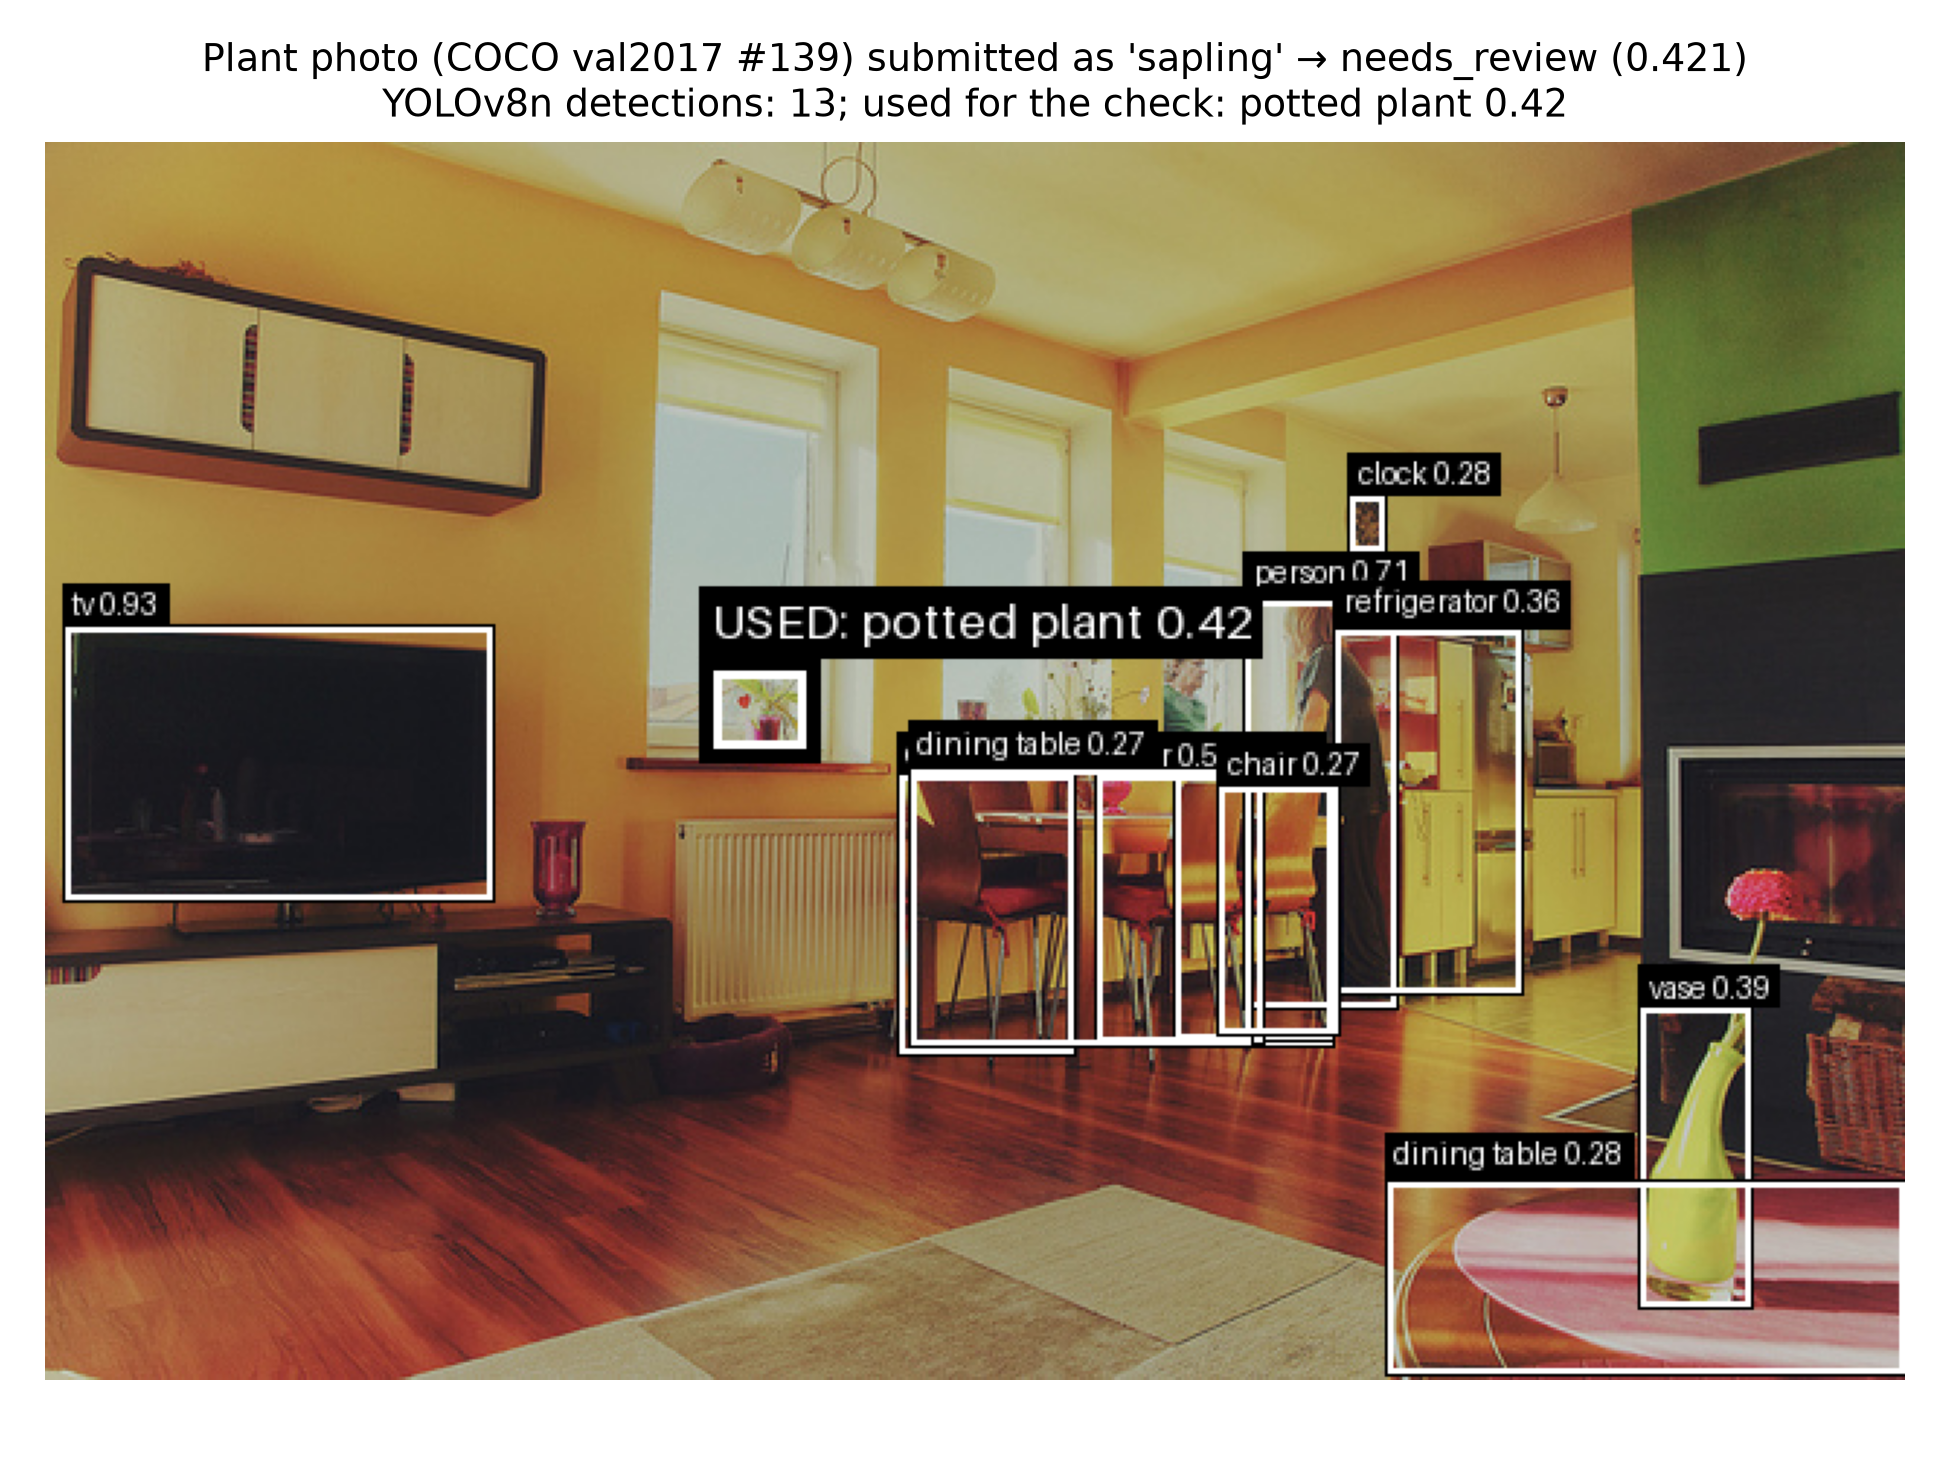 Plant photo (COCO val2017 #139) submitted as 'sapling' → needs_review (0.421)
YOLOv8n detections: 13; used for the check: potted plant 0.42
clock 0.28
person 0.71
refrigerator 0.36
tv 0.93
USED: potted plant 0.42
dining table 0.27
r 0.5
chair 0.27
vase 0.39
dining table 0.28